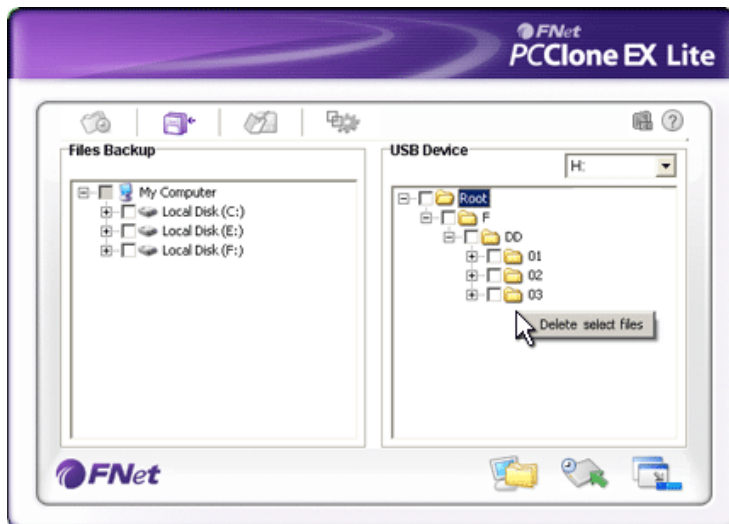 FNet
PCClone EX Lite
Files Backup
USB Device
H:
My Computer
Local Disk (C:)
Local Disk (E:)
Local Disk (F:)
Root
F
DD
01
02
03
Delete select files
FNet